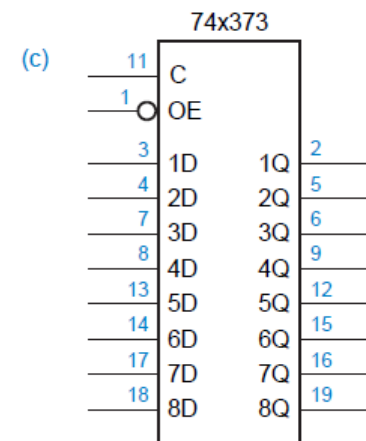 74x373
(c)
11 C
1 OE
3 1D 1Q 2
4 2D 2Q 5
7 3D 3Q 6
8 4D 4Q 9
13 5D 5Q 12
14 6D 6Q 15
17 7D 7Q 16
18 8D 8Q 19